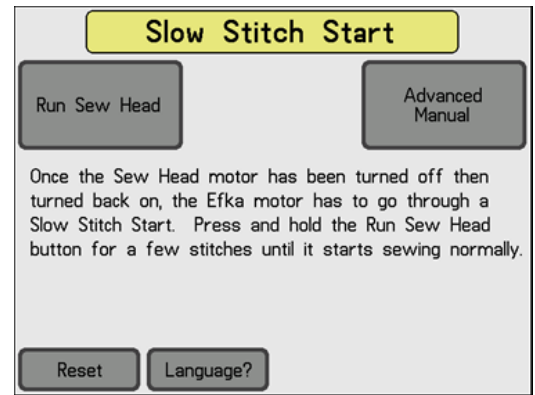 Slow Stitch Start
Run Sew Head
Advanced
Manual
Once the Sew Head motor has been turned off then
turned back on, the Efka motor has to go through a
Slow Stitch Start.  Press and hold the Run Sew Head
button for a few stitches until it starts sewing normally.
Reset
Language?